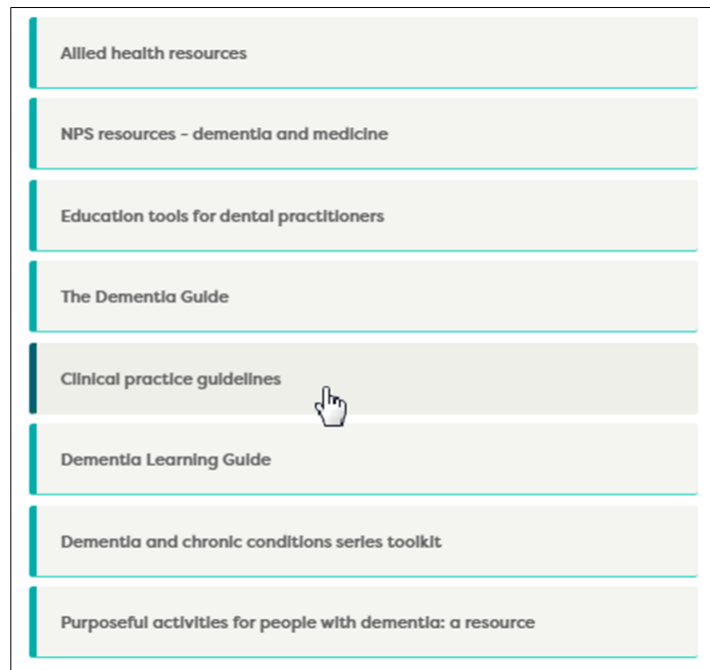 Allied health resources
NPS resources - dementia and medicine
Education tools for dental practitioners
The Dementia Guide
Clinical practice guidelines
Dementia Learning Guide
Dementia and chronic conditions series toolkit
Purposeful activities for people with dementia: a resource